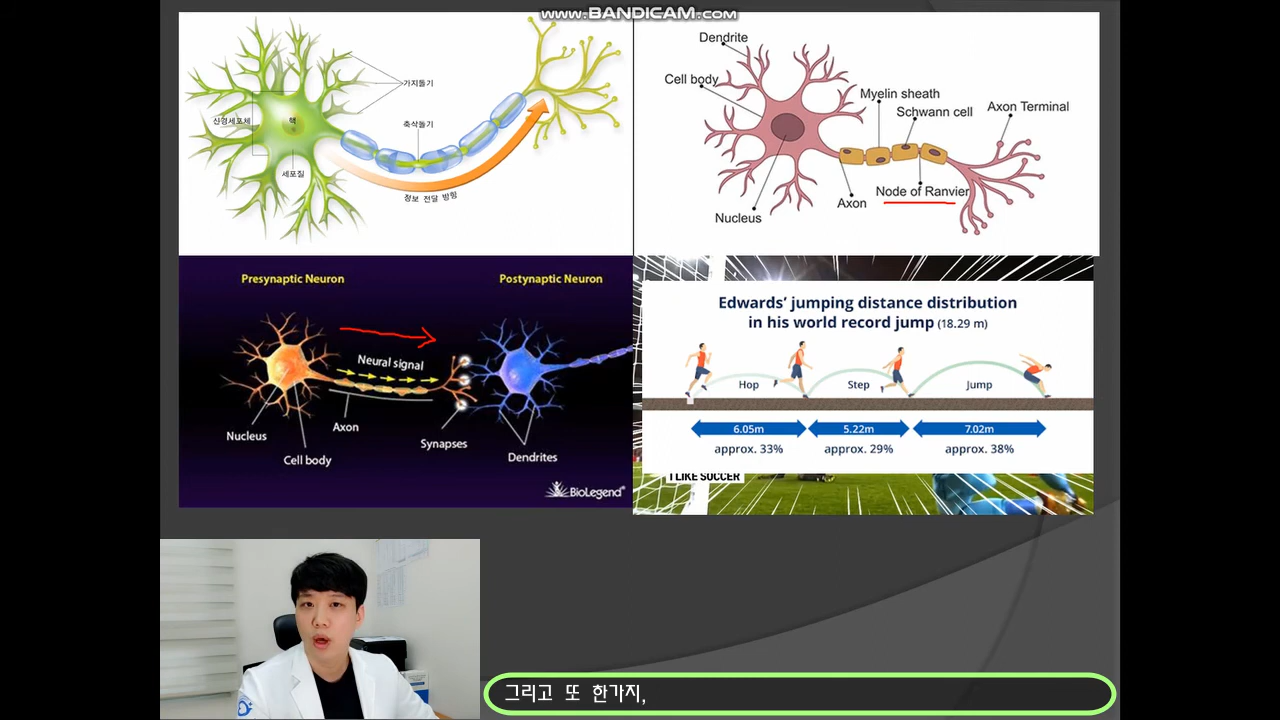 www.BANDICAM.com
가지돌기
신경세포체
핵
축삭돌기
세포질
정보 전달 방향
Dendrite
Cell body
Myelin sheath
Schwann cell
Axon Terminal
Node of Ranvier
Axon
Nucleus
Presynaptic Neuron
Postynaptic Neuron
Neural signal
Axon
Nucleus
Cell body
Synapses
Dendrites
BioLegend®
Edwards' jumping distance distribution
in his world record jump (18.29 m)
Hop
Step
Jump
6.05m
5.22m
7.02m
approx. 33%
approx. 29%
approx. 38%
I LIKE SOCCER
그리고 또 한가지,